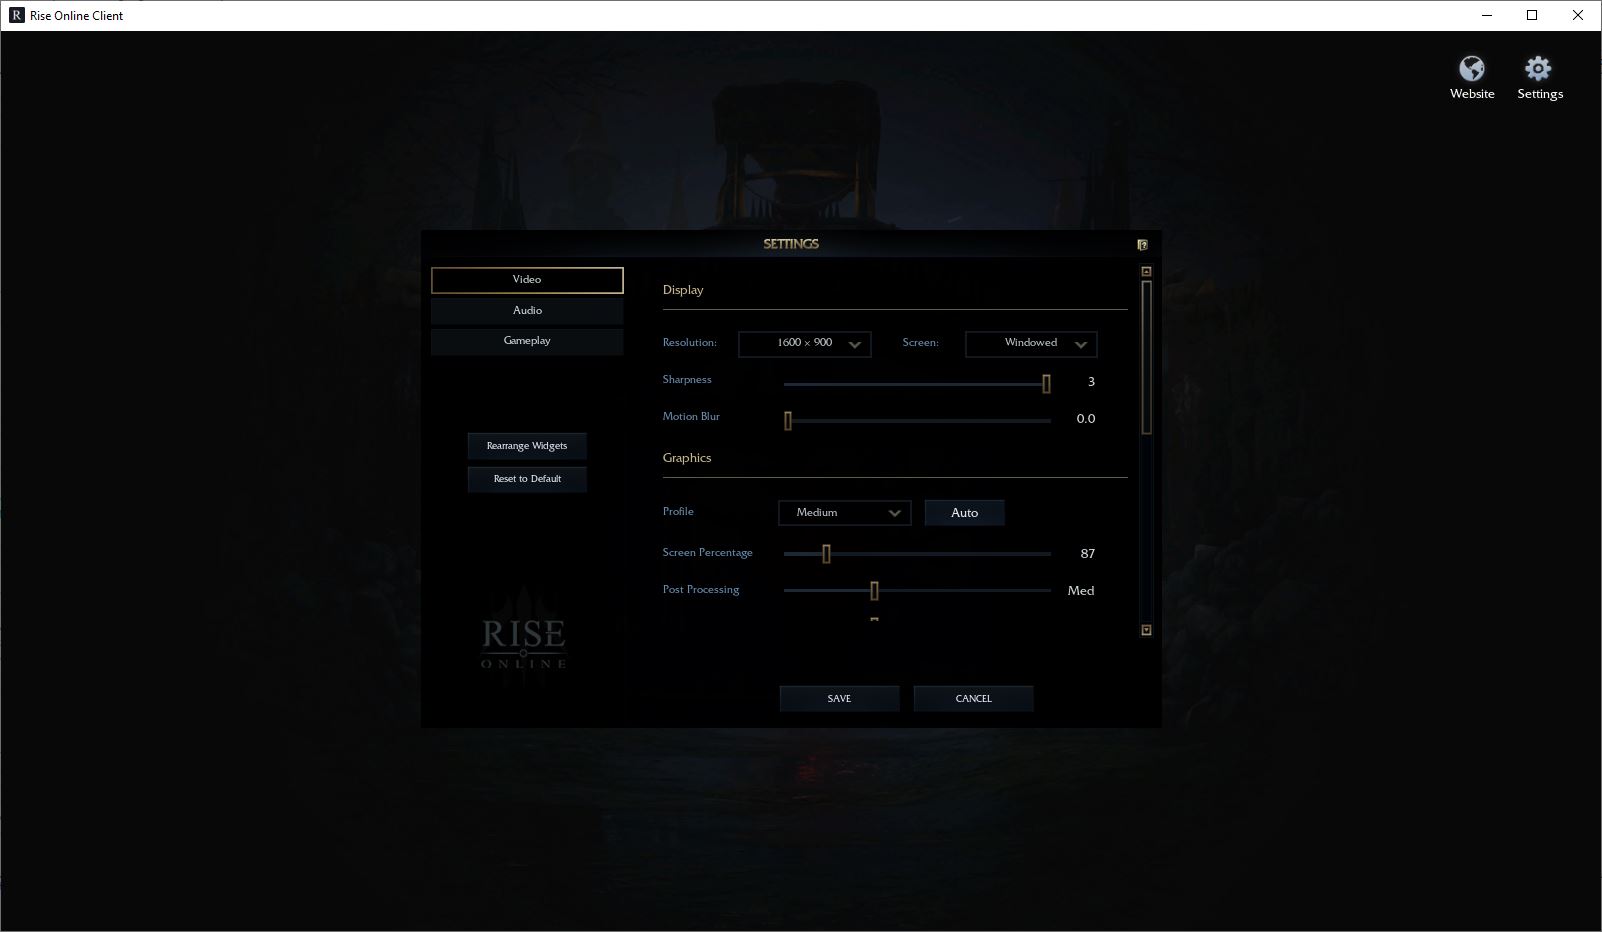 Rise Online Client
Website
Settings
SETTINGS
Video
Audio
Gameplay
Rearrange Widgets
Reset to Default
RISE
ONLINE
Display
Resolution: 1600 × 900 Screen: Windowed
Sharpness 3
Motion Blur 0.0
Graphics
Profile Medium Auto
Screen Percentage 87
Post Processing Med
SAVE CANCEL